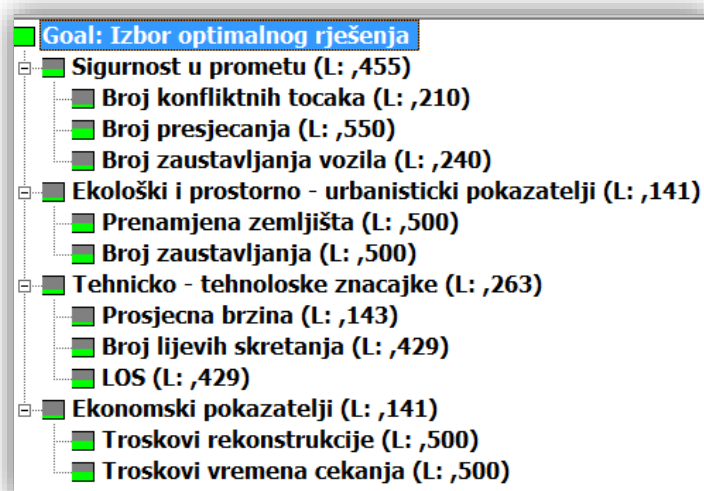 Goal: Izbor optimalnog rješenja
Sigurnost u prometu (L: ,455)
Broj konfliktnih tocaka (L: ,210)
Broj presjecanja (L: ,550)
Broj zaustavljanja vozila (L: ,240)
Ekološki i prostorno - urbanisticki pokazatelji (L: ,141)
Prenamjena zemljišta (L: ,500)
Broj zaustavljanja (L: ,500)
Tehnicko - tehnoloske znacajke (L: ,263)
Prosjecna brzina (L: ,143)
Broj lijevih skretanja (L: ,429)
LOS (L: ,429)
Ekonomski pokazatelji (L: ,141)
Troskovi rekonstrukcije (L: ,500)
Troskovi vremena cekanja (L: ,500)